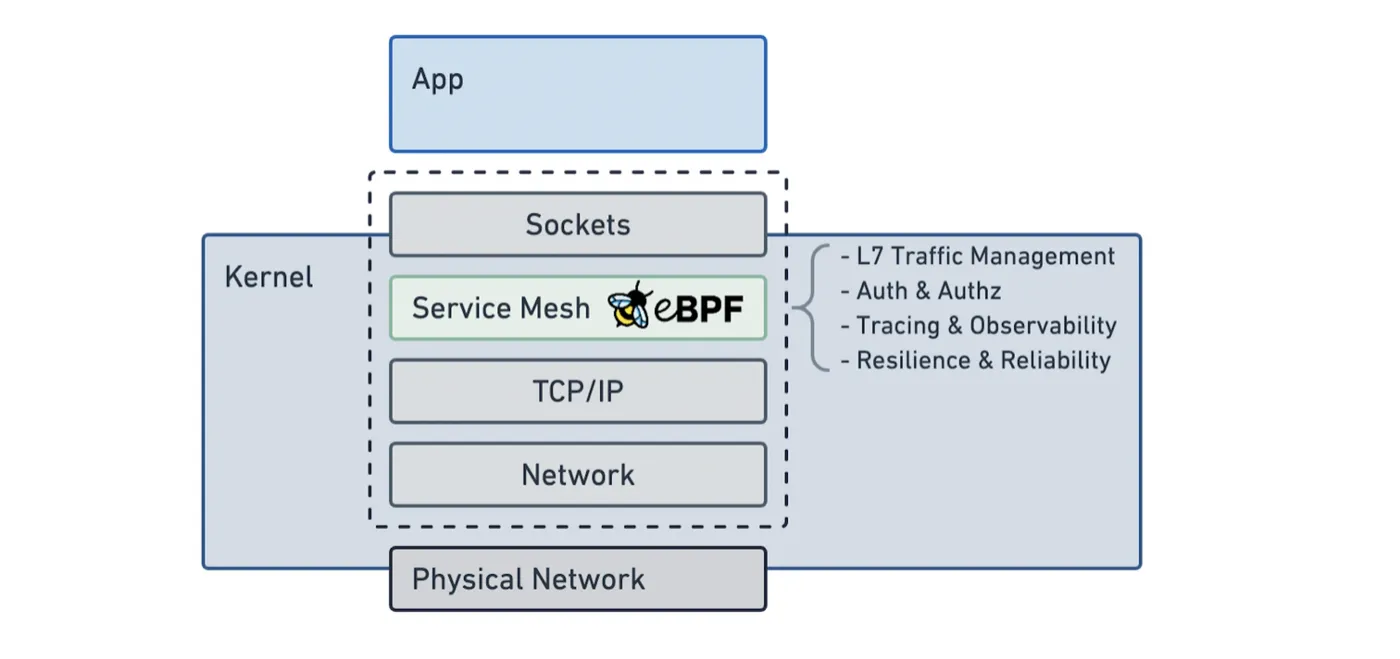 App
Sockets
Kernel
Service Mesh eBPF
- L7 Traffic Management
- Auth & Authz
- Tracing & Observability
- Resilience & Reliability
TCP/IP
Network
Physical Network